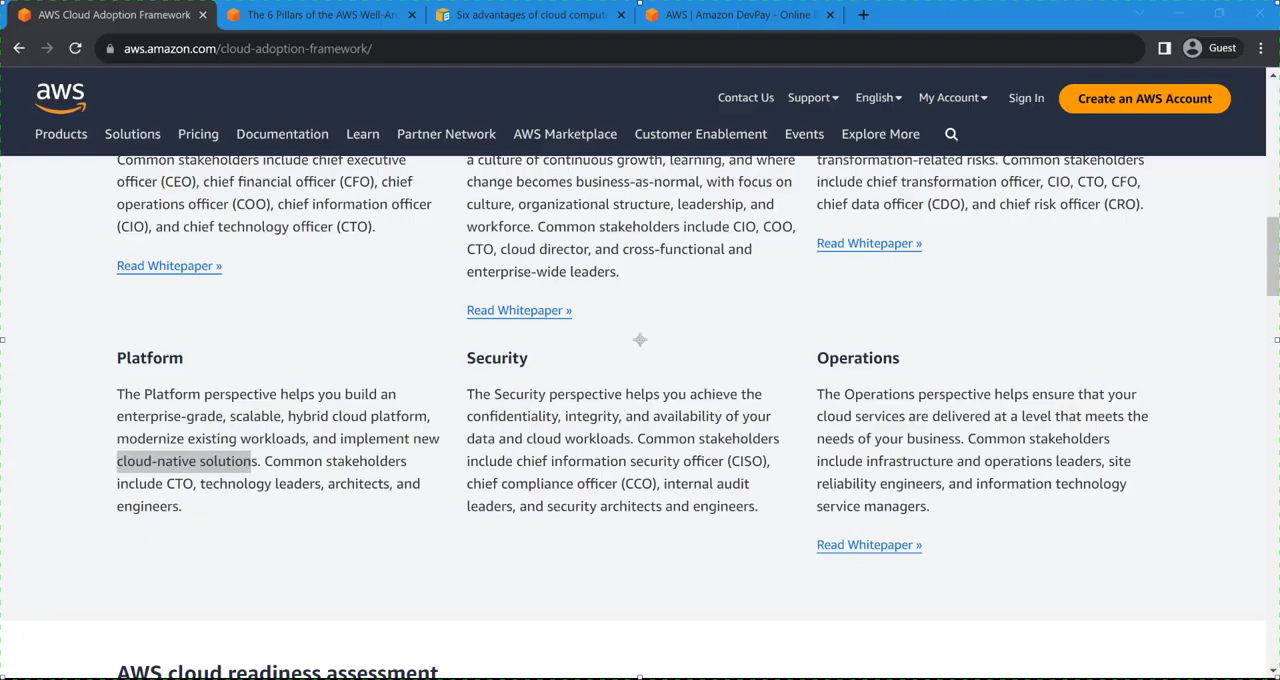 AWS Cloud Adoption Framework
The 6 Pillars of the AWS Well-Ar
Six advantages of cloud comput
AWS | Amazon DevPay - Online
aws.amazon.com/cloud-adoption-framework/
Guest
aws
Contact Us
Support
English
My Account
Sign In
Create an AWS Account
Products
Solutions
Pricing
Documentation
Learn
Partner Network
AWS Marketplace
Customer Enablement
Events
Explore More
Common stakeholders include chief executive
officer (CEO), chief financial officer (CFO), chief
operations officer (COO), chief information officer
(CIO), and chief technology officer (CTO).
Read Whitepaper »
a culture of continuous growth, learning, and where
change becomes business-as-normal, with focus on
culture, organizational structure, leadership, and
workforce. Common stakeholders include CIO, COO,
CTO, cloud director, and cross-functional and
enterprise-wide leaders.
Read Whitepaper »
transformation-related risks. Common stakeholders
include chief transformation officer, CIO, CTO, CFO,
chief data officer (CDO), and chief risk officer (CRO).
Read Whitepaper »
Platform
The Platform perspective helps you build an
enterprise-grade, scalable, hybrid cloud platform,
modernize existing workloads, and implement new
cloud-native solutions. Common stakeholders
include CTO, technology leaders, architects, and
engineers.
Security
The Security perspective helps you achieve the
confidentiality, integrity, and availability of your
data and cloud workloads. Common stakeholders
include chief information security officer (CISO),
chief compliance officer (CCO), internal audit
leaders, and security architects and engineers.
Operations
The Operations perspective helps ensure that your
cloud services are delivered at a level that meets the
needs of your business. Common stakeholders
include infrastructure and operations leaders, site
reliability engineers, and information technology
service managers.
Read Whitepaper »
AWS cloud readiness assessment